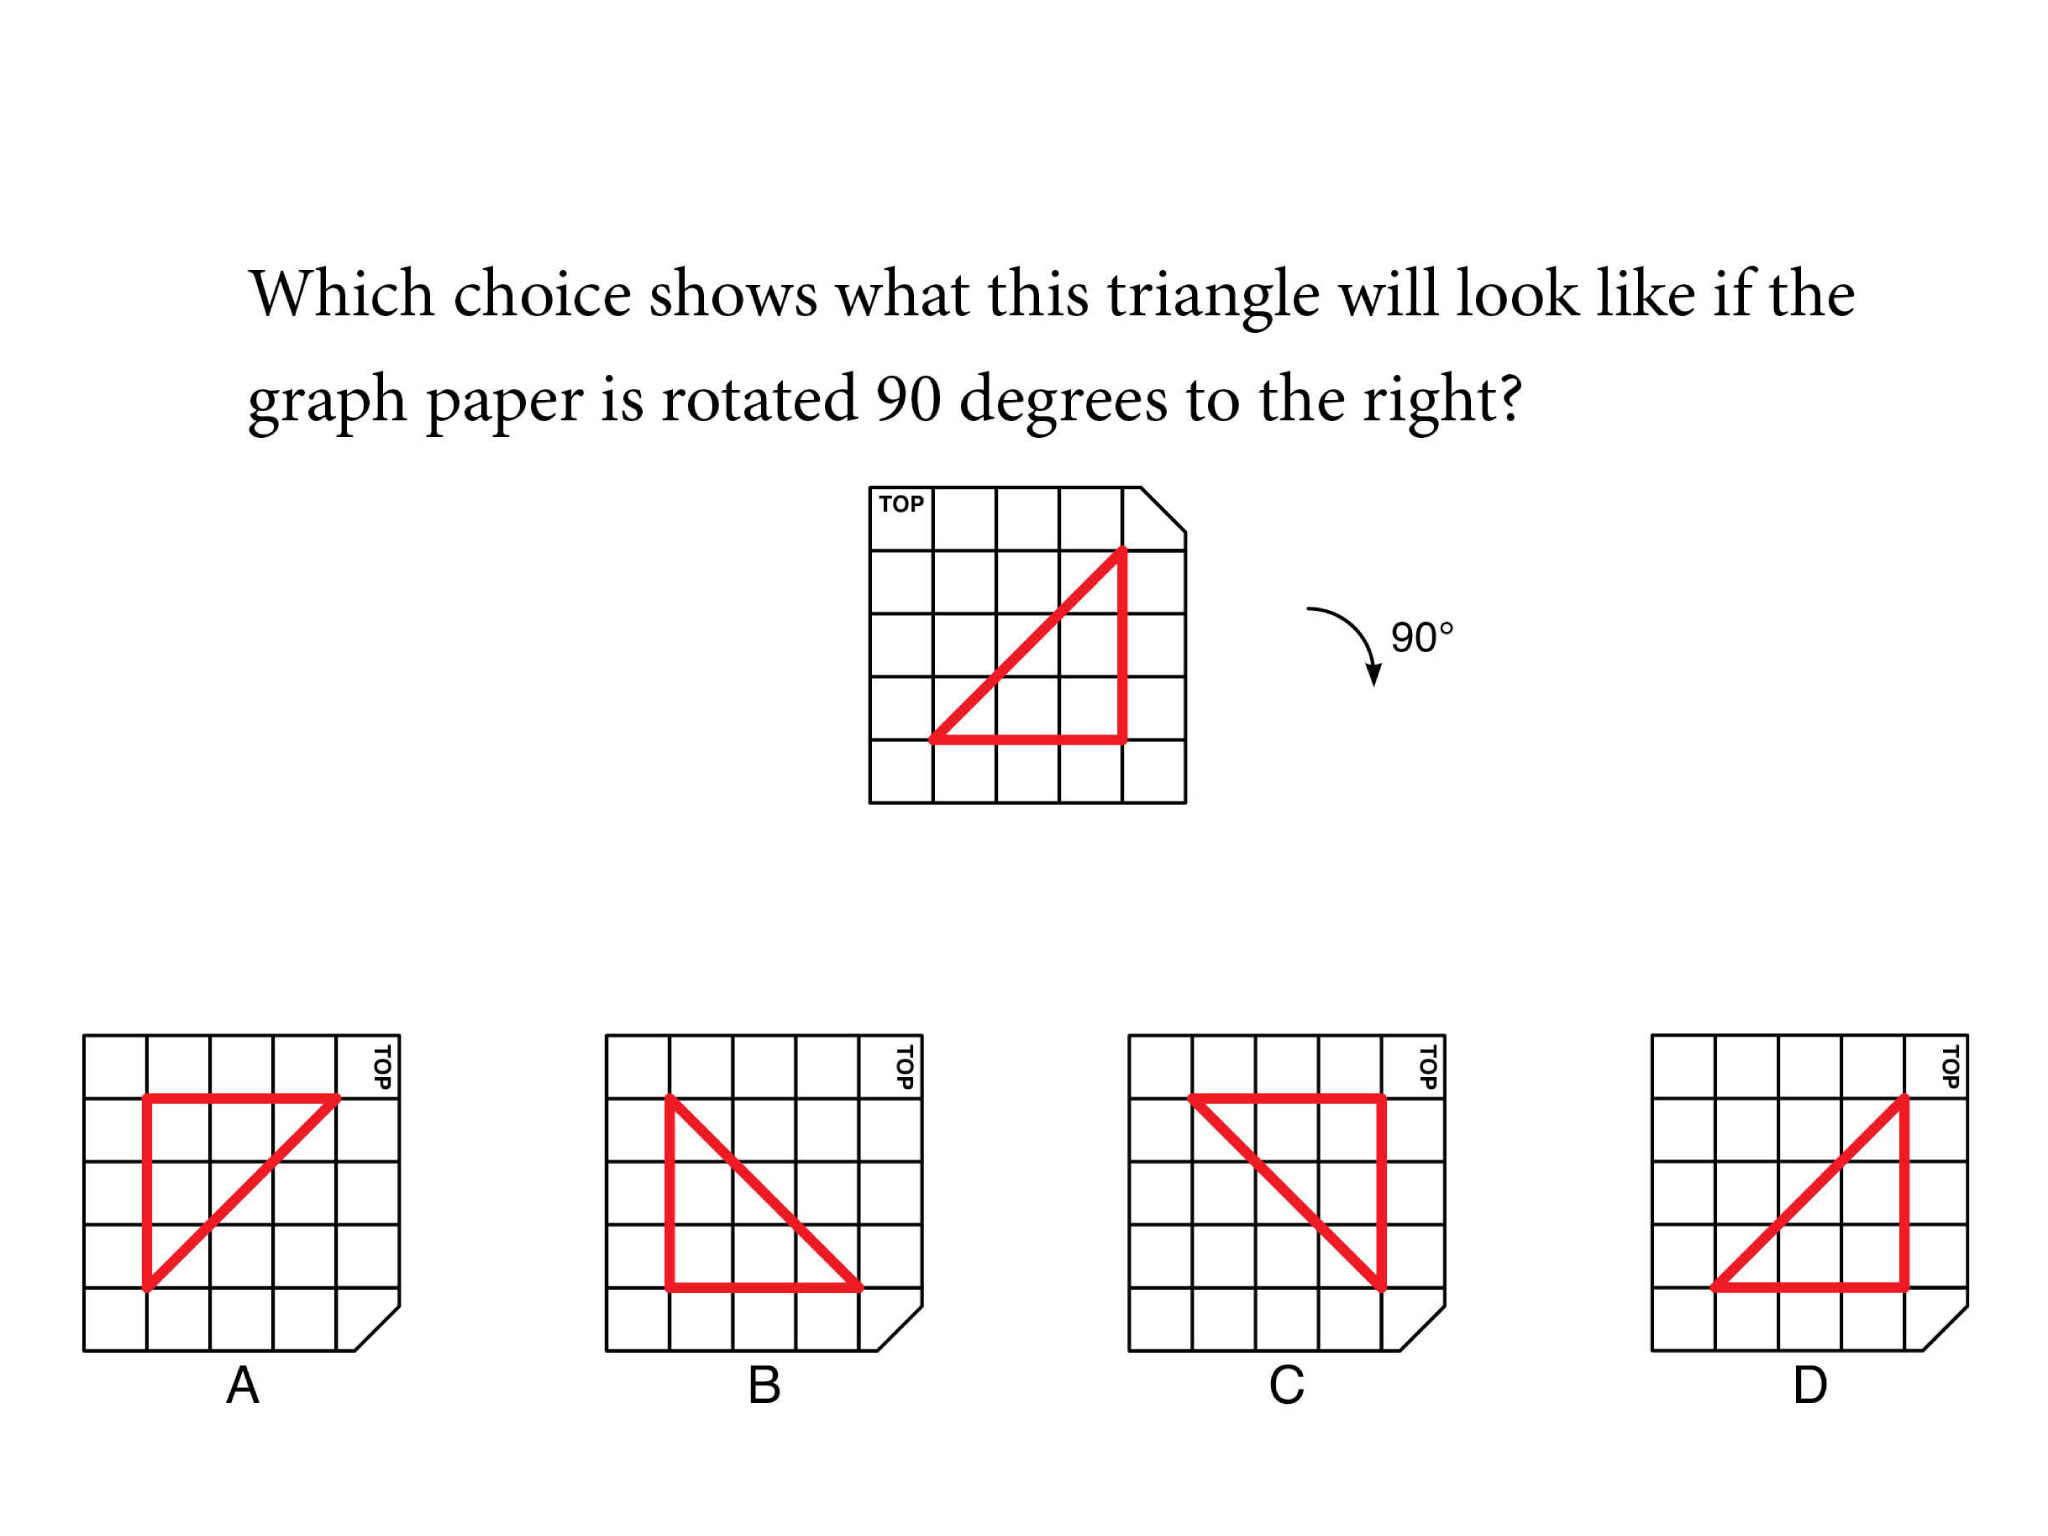 Which choice shows what this triangle will look like if the
graph paper is rotated 90 degrees to the right?
TOP
90°
TOP
TOP
TOP
TOP
A
B
C
D